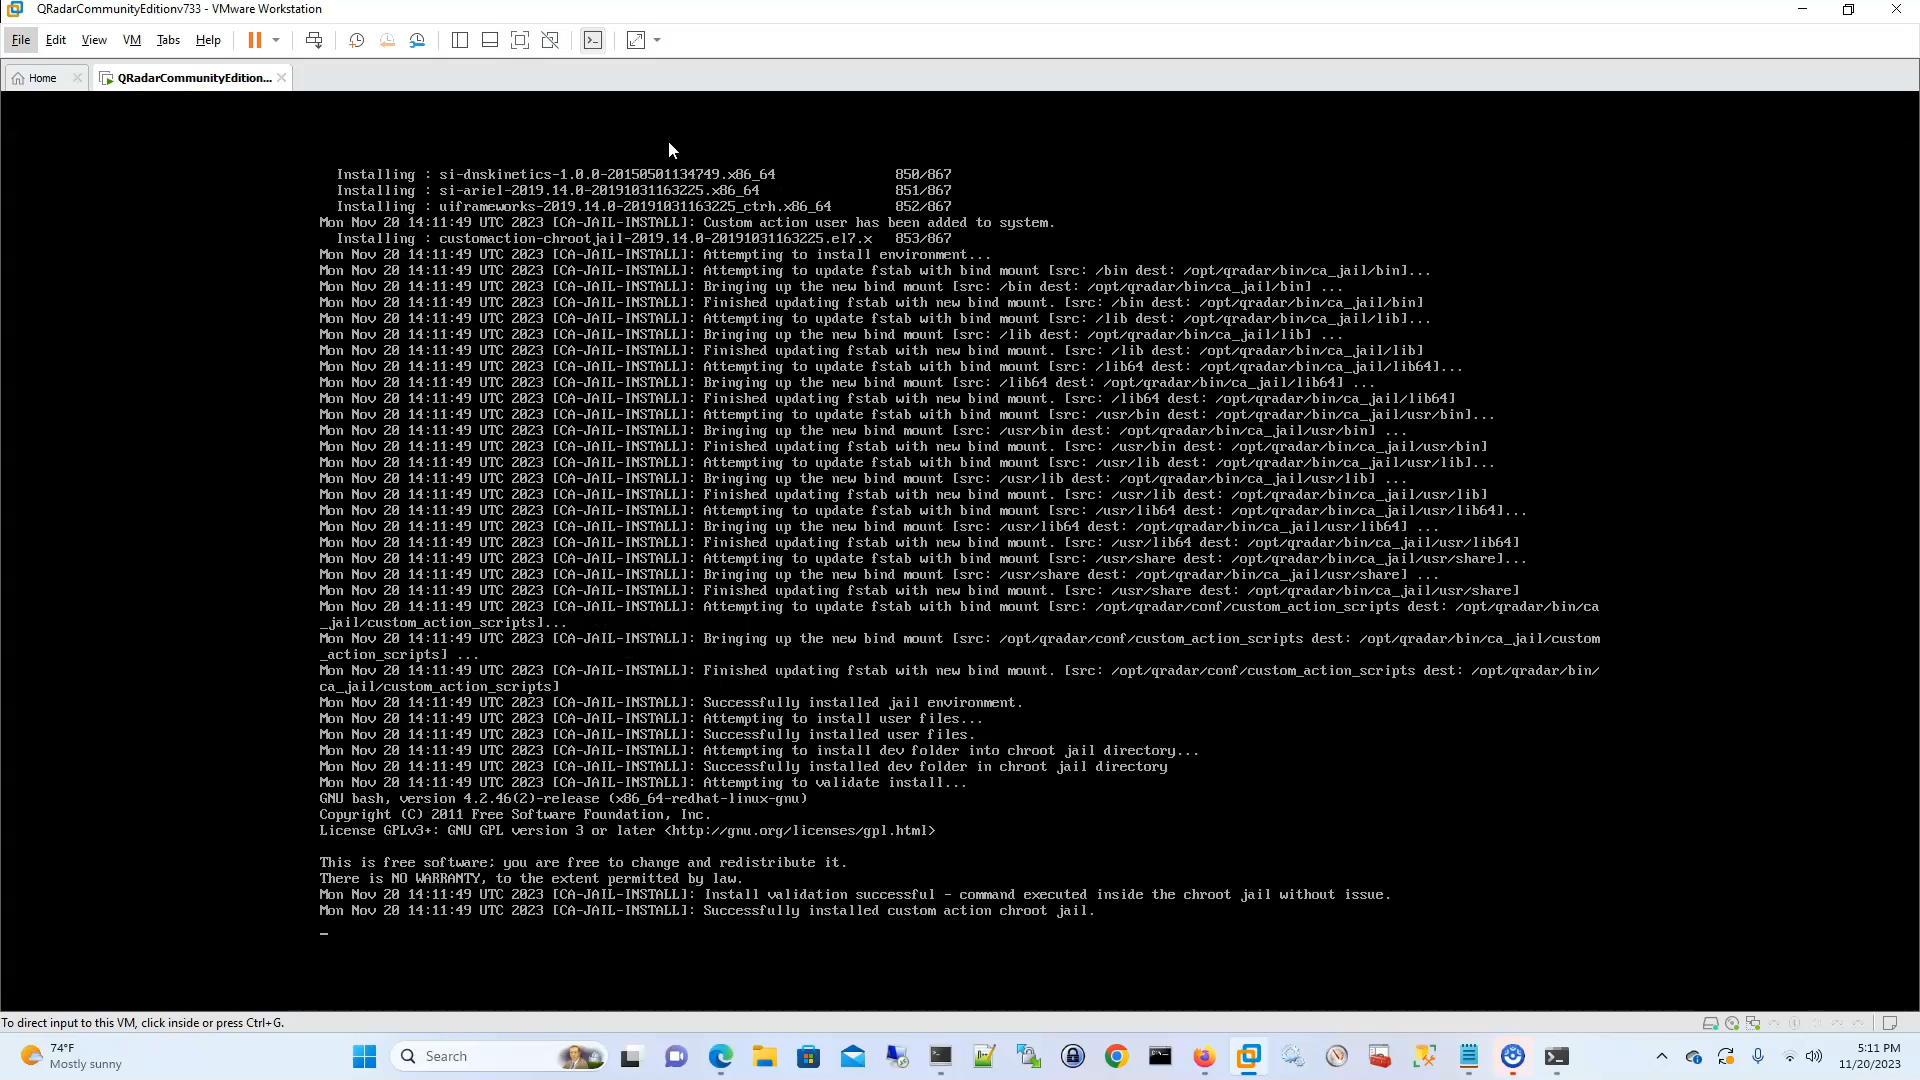 QRadarCommunityEditionv733 - VMware Workstation
File Edit View VM Tabs Help
Home QRadarCommunityEdition...
Installing : si-dnskinetics-1.0.0-20150501134749.x86_64 850/867
Installing : si-ariel-2019.14.0-20191031163225.x86_64 851/867
Installing : uiframeworks-2019.14.0-20191031163225_ctrh.x86_64 852/867
Mon Nov 20 14:11:49 UTC 2023 [CA-JAIL-INSTALL]: Custom action user has been added to system.
Installing : customaction-chrootjail-2019.14.0-20191031163225.el7.x 853/867
Mon Nov 20 14:11:49 UTC 2023 [CA-JAIL-INSTALL]: Attempting to install environment...
Mon Nov 20 14:11:49 UTC 2023 [CA-JAIL-INSTALL]: Attempting to update fstab with bind mount [src: /bin dest: /opt/qradar/bin/ca_jail/bin]...
Mon Nov 20 14:11:49 UTC 2023 [CA-JAIL-INSTALL]: Bringing up the new bind mount [src: /bin dest: /opt/qradar/bin/ca_jail/bin] ...
Mon Nov 20 14:11:49 UTC 2023 [CA-JAIL-INSTALL]: Finished updating fstab with new bind mount. [src: /bin dest: /opt/qradar/bin/ca_jail/bin]
Mon Nov 20 14:11:49 UTC 2023 [CA-JAIL-INSTALL]: Attempting to update fstab with bind mount [src: /lib dest: /opt/qradar/bin/ca_jail/lib]...
Mon Nov 20 14:11:49 UTC 2023 [CA-JAIL-INSTALL]: Bringing up the new bind mount [src: /lib dest: /opt/qradar/bin/ca_jail/lib] ...
Mon Nov 20 14:11:49 UTC 2023 [CA-JAIL-INSTALL]: Finished updating fstab with new bind mount. [src: /lib dest: /opt/qradar/bin/ca_jail/lib]
Mon Nov 20 14:11:49 UTC 2023 [CA-JAIL-INSTALL]: Attempting to update fstab with bind mount [src: /lib64 dest: /opt/qradar/bin/ca_jail/lib64]...
Mon Nov 20 14:11:49 UTC 2023 [CA-JAIL-INSTALL]: Bringing up the new bind mount [src: /lib64 dest: /opt/qradar/bin/ca_jail/lib64] ...
Mon Nov 20 14:11:49 UTC 2023 [CA-JAIL-INSTALL]: Finished updating fstab with new bind mount. [src: /lib64 dest: /opt/qradar/bin/ca_jail/lib64]
Mon Nov 20 14:11:49 UTC 2023 [CA-JAIL-INSTALL]: Attempting to update fstab with bind mount [src: /usr/bin dest: /opt/qradar/bin/ca_jail/usr/bin]...
Mon Nov 20 14:11:49 UTC 2023 [CA-JAIL-INSTALL]: Bringing up the new bind mount [src: /usr/bin dest: /opt/qradar/bin/ca_jail/usr/bin] ...
Mon Nov 20 14:11:49 UTC 2023 [CA-JAIL-INSTALL]: Finished updating fstab with new bind mount. [src: /usr/bin dest: /opt/qradar/bin/ca_jail/usr/bin]
Mon Nov 20 14:11:49 UTC 2023 [CA-JAIL-INSTALL]: Attempting to update fstab with bind mount [src: /usr/lib dest: /opt/qradar/bin/ca_jail/usr/lib]...
Mon Nov 20 14:11:49 UTC 2023 [CA-JAIL-INSTALL]: Bringing up the new bind mount [src: /usr/lib dest: /opt/qradar/bin/ca_jail/usr/lib] ...
Mon Nov 20 14:11:49 UTC 2023 [CA-JAIL-INSTALL]: Finished updating fstab with new bind mount. [src: /usr/lib dest: /opt/qradar/bin/ca_jail/usr/lib]
Mon Nov 20 14:11:49 UTC 2023 [CA-JAIL-INSTALL]: Attempting to update fstab with bind mount [src: /usr/lib64 dest: /opt/qradar/bin/ca_jail/usr/lib64]...
Mon Nov 20 14:11:49 UTC 2023 [CA-JAIL-INSTALL]: Bringing up the new bind mount [src: /usr/lib64 dest: /opt/qradar/bin/ca_jail/usr/lib64] ...
Mon Nov 20 14:11:49 UTC 2023 [CA-JAIL-INSTALL]: Finished updating fstab with new bind mount. [src: /usr/lib64 dest: /opt/qradar/bin/ca_jail/usr/lib64]
Mon Nov 20 14:11:49 UTC 2023 [CA-JAIL-INSTALL]: Attempting to update fstab with bind mount [src: /usr/share dest: /opt/qradar/bin/ca_jail/usr/share]...
Mon Nov 20 14:11:49 UTC 2023 [CA-JAIL-INSTALL]: Bringing up the new bind mount [src: /usr/share dest: /opt/qradar/bin/ca_jail/usr/share] ...
Mon Nov 20 14:11:49 UTC 2023 [CA-JAIL-INSTALL]: Finished updating fstab with new bind mount. [src: /usr/share dest: /opt/qradar/bin/ca_jail/usr/share]
Mon Nov 20 14:11:49 UTC 2023 [CA-JAIL-INSTALL]: Attempting to update fstab with bind mount [src: /opt/qradar/conf/custom_action_scripts dest: /opt/qradar/bin/ca
_jail/custom_action_scripts]...
Mon Nov 20 14:11:49 UTC 2023 [CA-JAIL-INSTALL]: Bringing up the new bind mount [src: /opt/qradar/conf/custom_action_scripts dest: /opt/qradar/bin/ca_jail/custom
_action_scripts] ...
Mon Nov 20 14:11:49 UTC 2023 [CA-JAIL-INSTALL]: Finished updating fstab with new bind mount. [src: /opt/qradar/conf/custom_action_scripts dest: /opt/qradar/bin/
ca_jail/custom_action_scripts]
Mon Nov 20 14:11:49 UTC 2023 [CA-JAIL-INSTALL]: Successfully installed jail environment.
Mon Nov 20 14:11:49 UTC 2023 [CA-JAIL-INSTALL]: Attempting to install user files...
Mon Nov 20 14:11:49 UTC 2023 [CA-JAIL-INSTALL]: Successfully installed user files.
Mon Nov 20 14:11:49 UTC 2023 [CA-JAIL-INSTALL]: Attempting to install dev folder into chroot jail directory...
Mon Nov 20 14:11:49 UTC 2023 [CA-JAIL-INSTALL]: Successfully installed dev folder in chroot jail directory
Mon Nov 20 14:11:49 UTC 2023 [CA-JAIL-INSTALL]: Attempting to validate install...
GNU bash, version 4.2.46(2)-release (x86_64-redhat-linux-gnu)
Copyright (C) 2011 Free Software Foundation, Inc.
License GPLv3+: GNU GPL version 3 or later <http://gnu.org/licenses/gpl.html>
This is free software; you are free to change and redistribute it.
There is NO WARRANTY, to the extent permitted by law.
Mon Nov 20 14:11:49 UTC 2023 [CA-JAIL-INSTALL]: Install validation successful - command executed inside the chroot jail without issue.
Mon Nov 20 14:11:49 UTC 2023 [CA-JAIL-INSTALL]: Successfully installed custom action chroot jail.
_
To direct input to this VM, click inside or press Ctrl+G.
74°F
Mostly sunny
Search
5:11 PM
11/20/2023